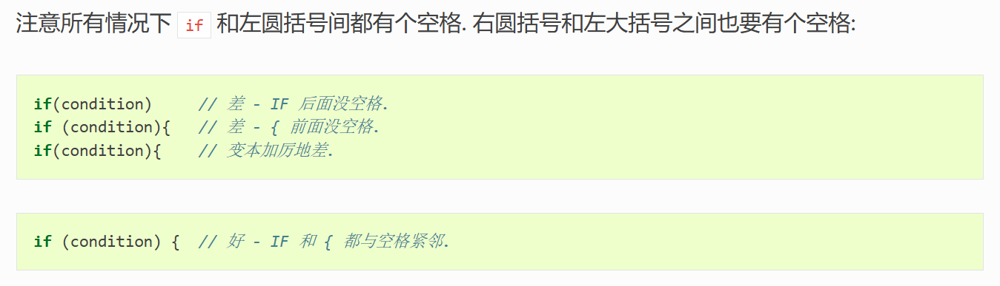 注意所有情况下 if 和左圆括号间都有个空格. 右圆括号和左大括号之间也要有个空格:
if(condition)     // 差 - IF 后面没空格.
if (condition){   // 差 - { 前面没空格.
if(condition){    // 变本加厉地差.
if (condition) {  // 好 - IF 和 { 都与空格紧邻.